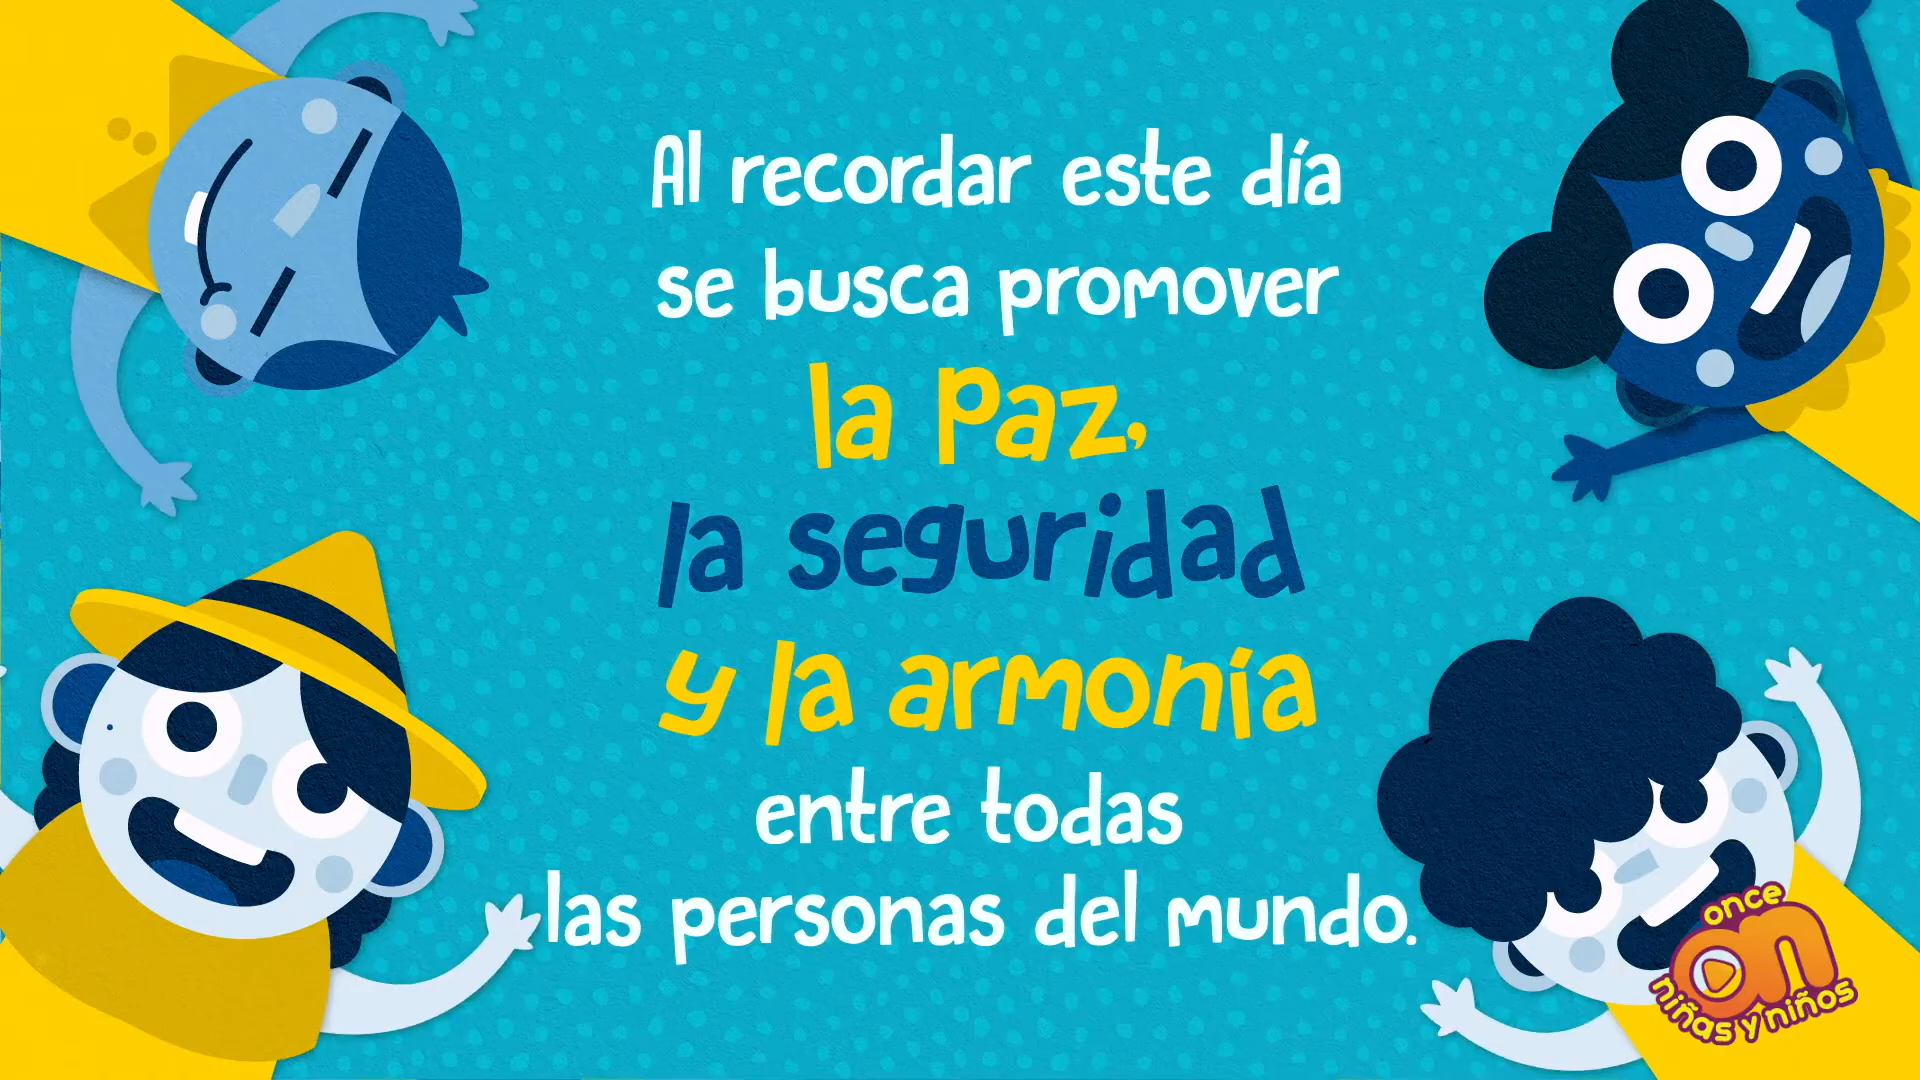 Al recordar este día
se busca promover
la Paz,
la seguridad
y la armonía
entre todas
las personas del mundo.
once
on
niñas y niños